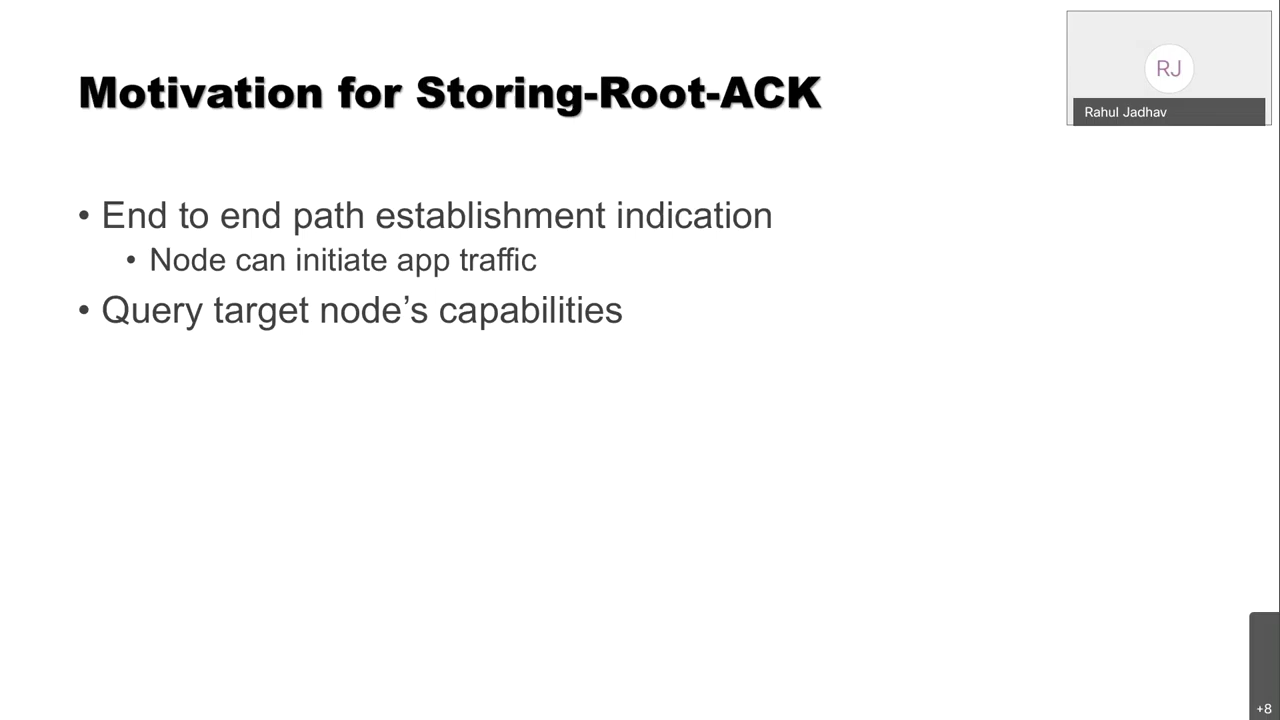 Motivation for Storing-Root-ACK
RJ
Rahul Jadhav
• End to end path establishment indication
• Node can initiate app traffic
• Query target node’s capabilities
+8